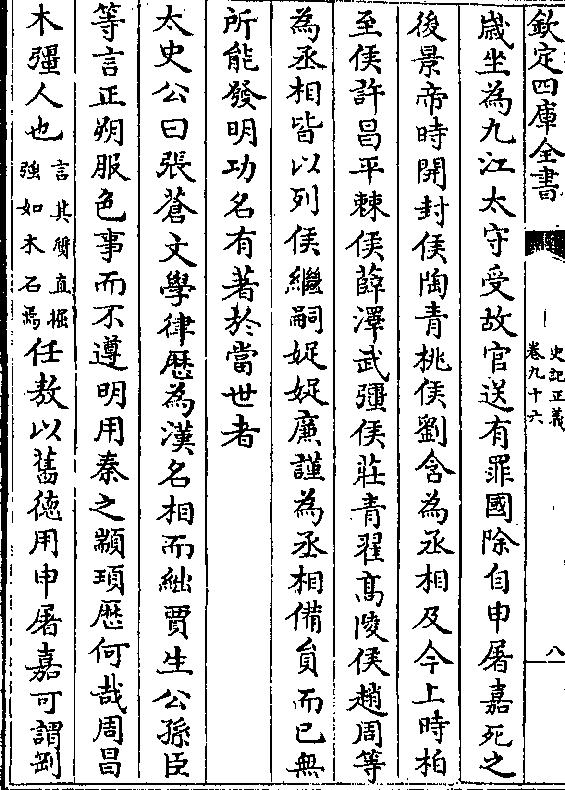 欽定四庫全書
史記正義
卷九十六
八
歲坐為九江太守受故官送有罪國除自申屠嘉死之
後景帝時開封侯陶青桃侯劉舍為丞相及今上時柏
至侯許昌平棘侯薛澤武彊侯莊青翟髙陵侯趙周等
為丞相皆以列侯繼嗣娖娖廉謹為丞相備員而已無
所能發明功名有著於當世者
太史公曰張蒼文學律厯為漢名相而絀賈生公孫臣
等言正朔服色事而不遵明用秦之顓頊厯何哉周昌
木彊人也言其質直掘強如木石焉任敖以舊徳用申屠嘉可謂剛